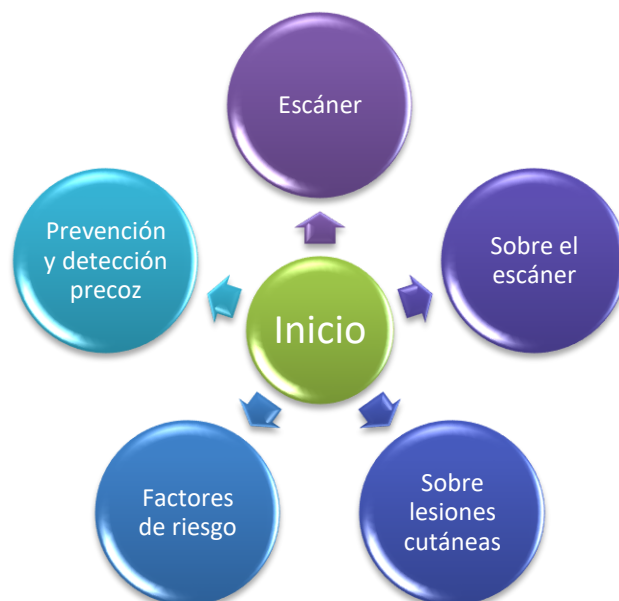 Escáner
Prevención
y detección
precoz
Sobre el
escáner
Inicio
Factores
de riesgo
Sobre
lesiones
cutáneas